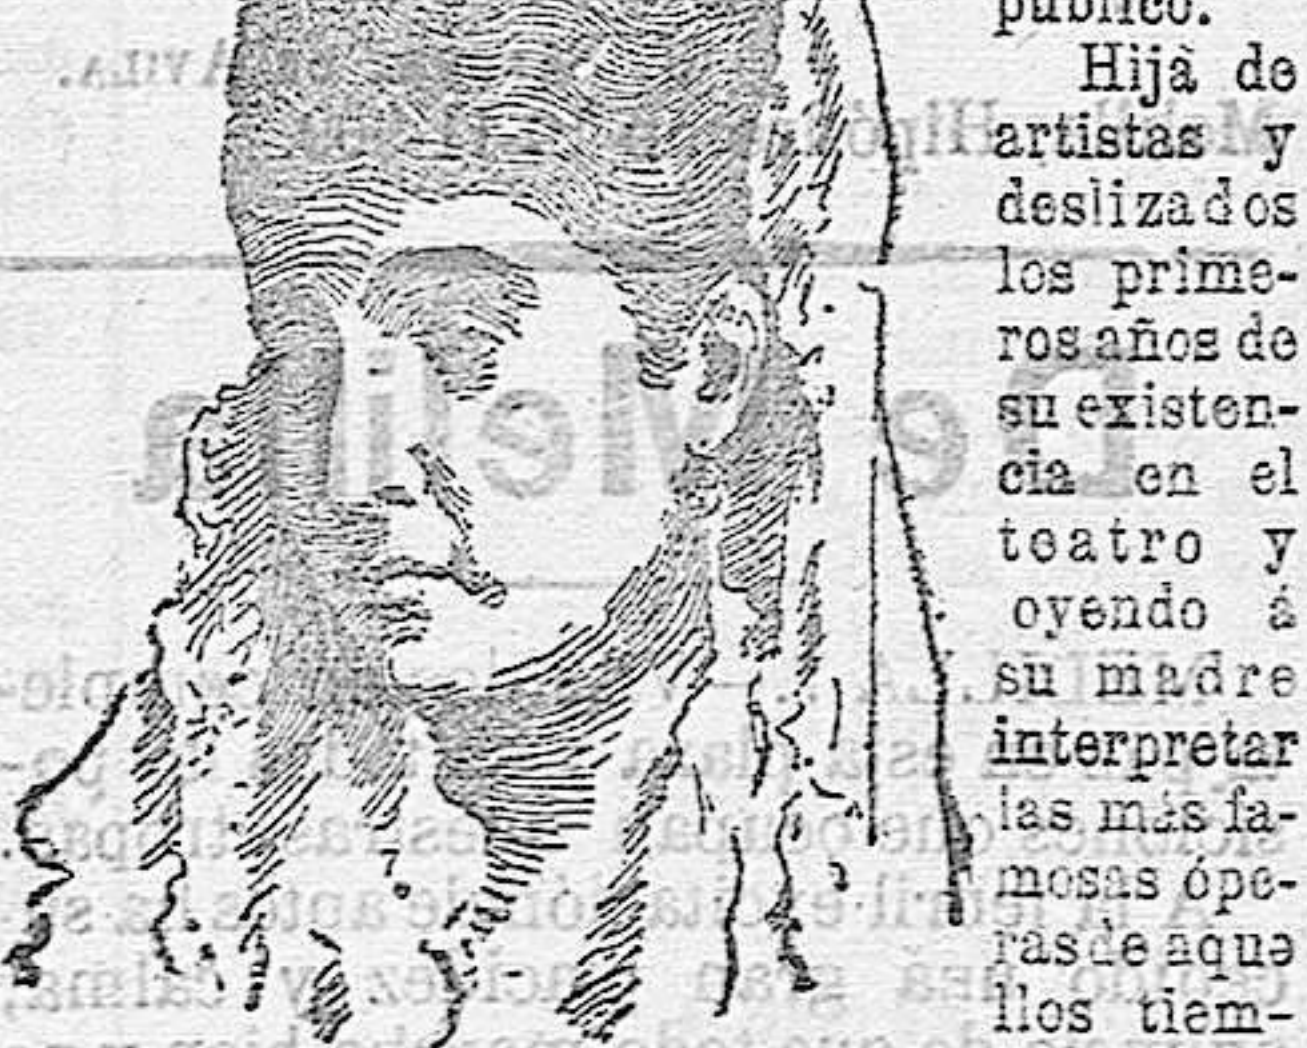 público.
Hija de
artistas y
deslizados
los prime-
ros años de
su existen-
cia en el
teatro y
oyendo á
su madre
interpretar
las más fa-
mosas ópe-
ras de aque
llos tiem-